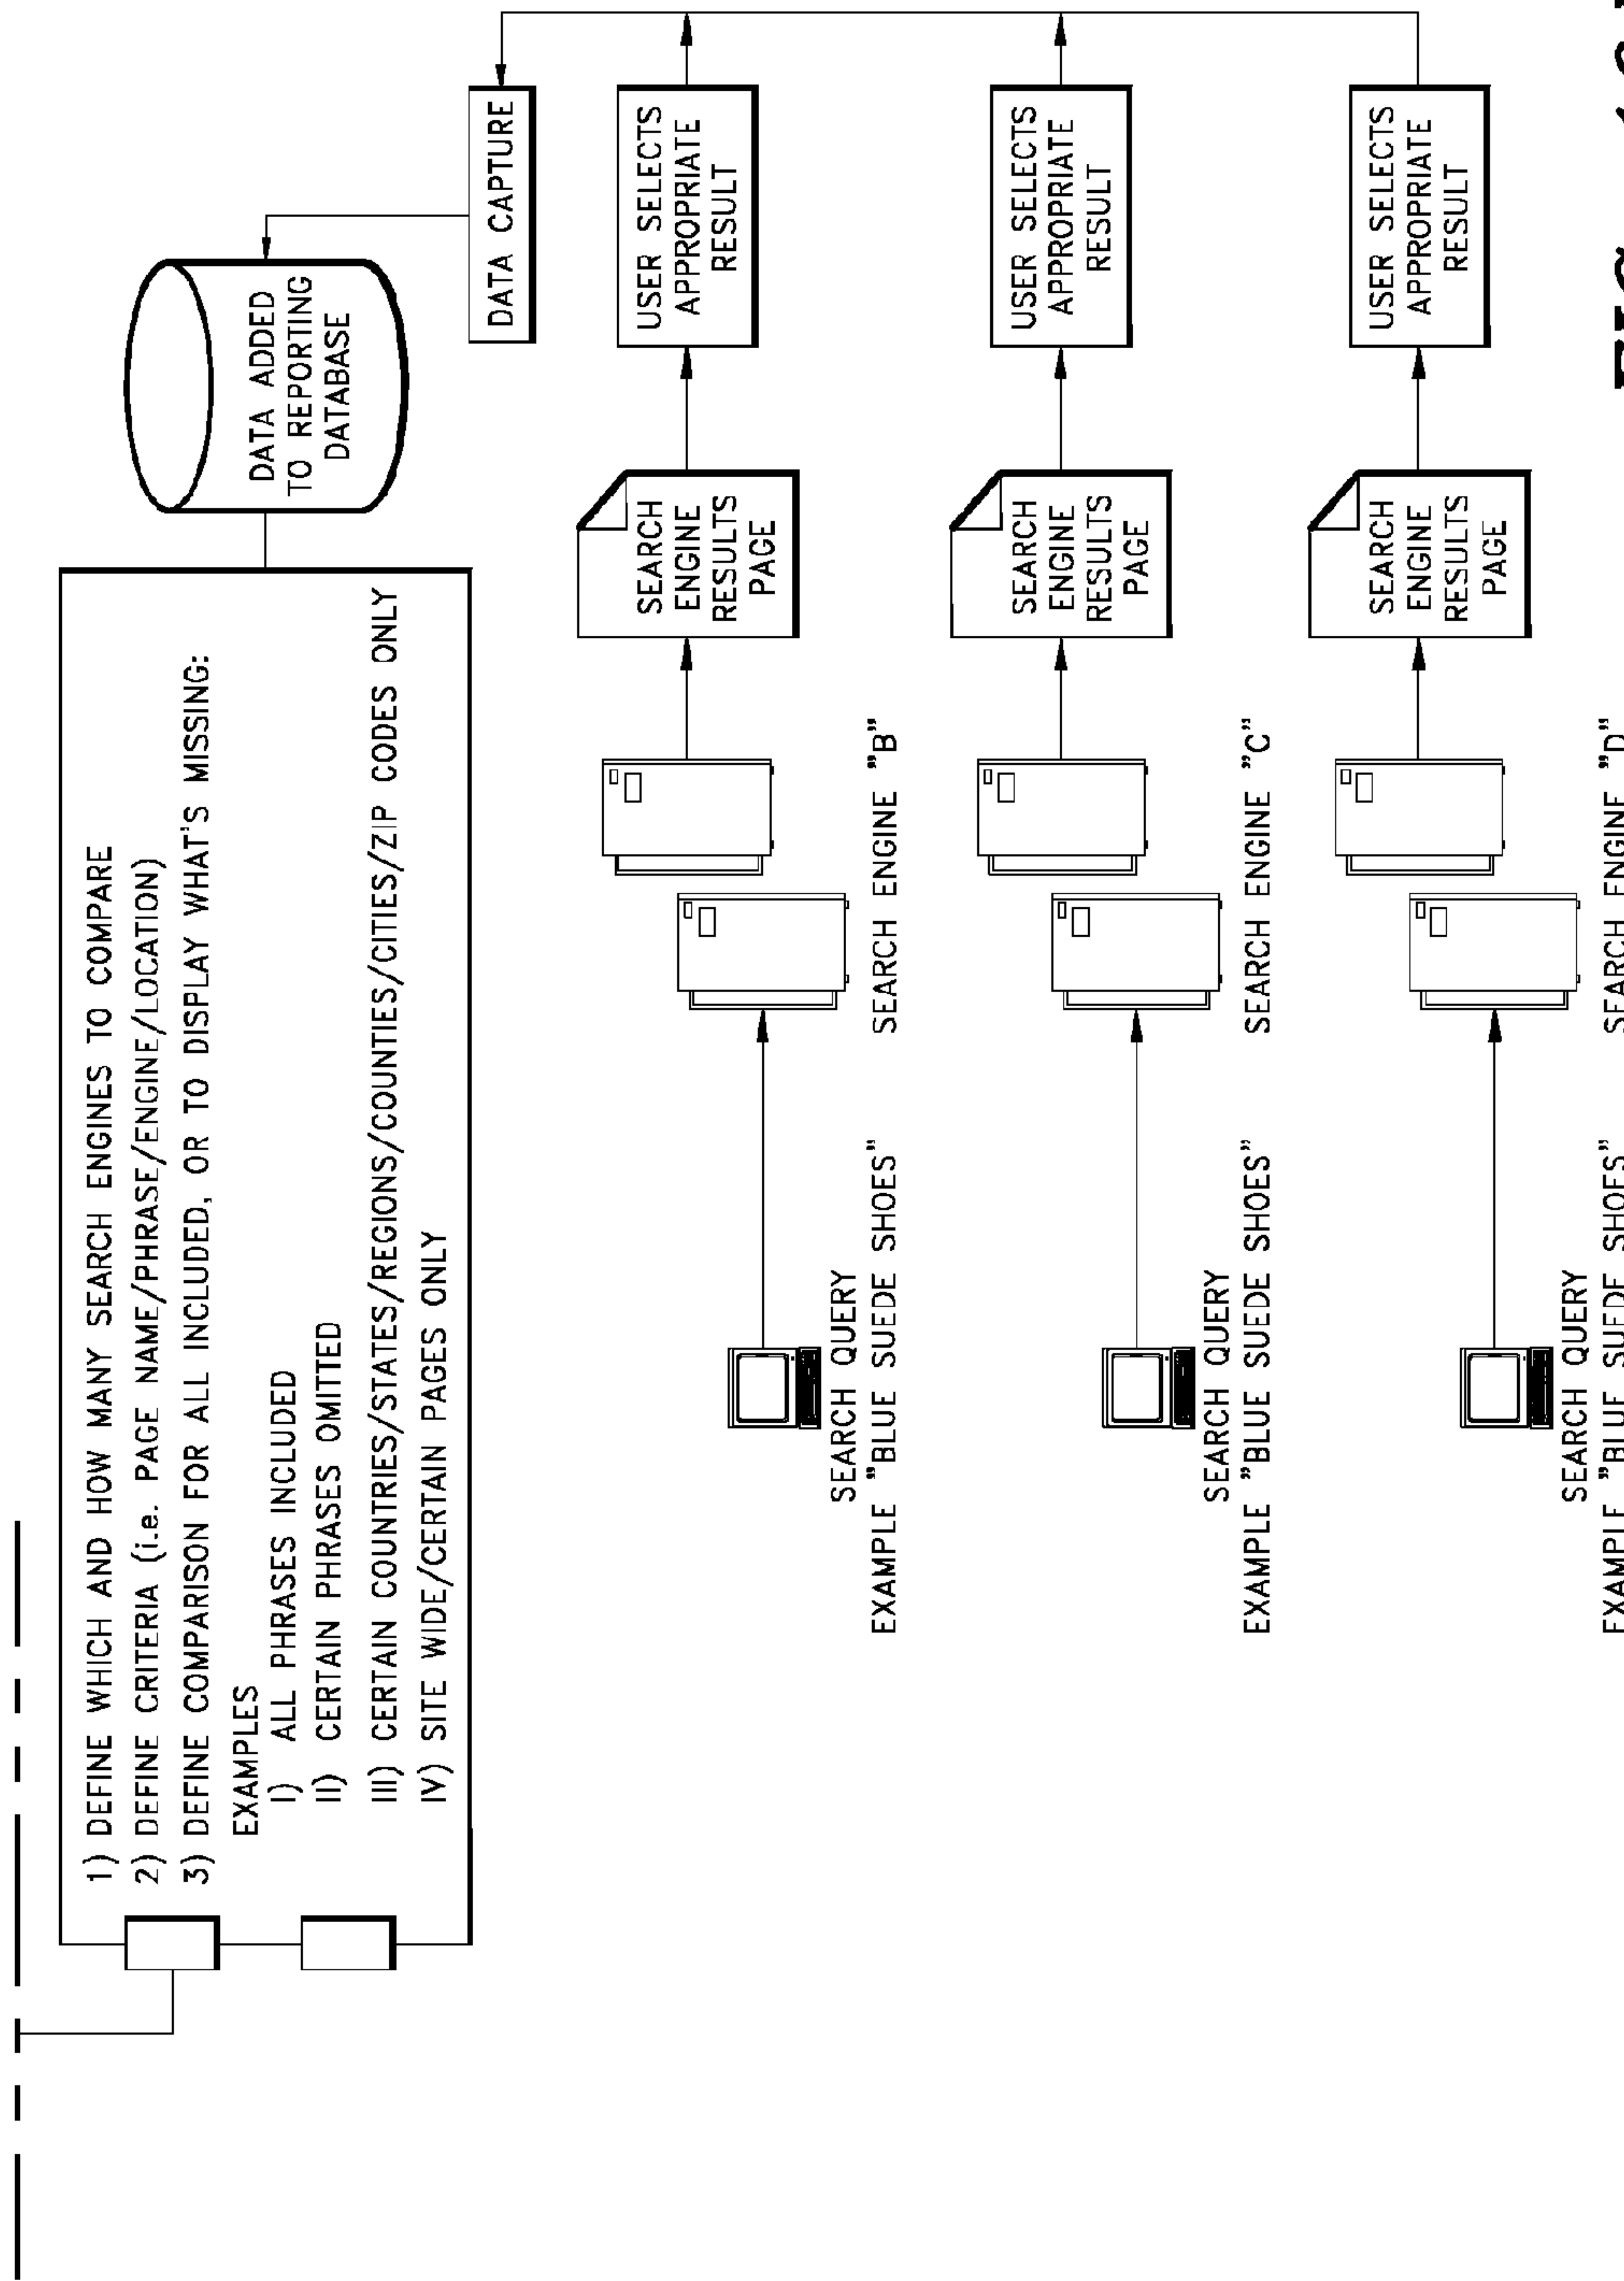 1) DEFINE WHICH AND HOW MANY SEARCH ENGINES TO COMPARE
2) DEFINE CRITERIA (i.e. PAGE NAME/PHRASE/ENGINE/LOCATION)
3) DEFINE COMPARISON FOR ALL INCLUDED, OR TO DISPLAY WHAT'S MISSING:
EXAMPLES
I) ALL PHRASES INCLUDED
II) CERTAIN PHRASES OMITTED
III) CERTAIN COUNTRIES/STATES/REGIONS/COUNTIES/CITIES/ZIP CODES ONLY
IV) SITE WIDE/CERTAIN PAGES ONLY
DATA ADDED
TO REPORTING
DATABASE
DATA CAPTURE
SEARCH QUERY
EXAMPLE "BLUE SUEDE SHOES"
SEARCH ENGINE "B"
SEARCH
ENGINE
RESULTS
PAGE
USER SELECTS
APPROPRIATE
RESULT
SEARCH QUERY
EXAMPLE "BLUE SUEDE SHOES"
SEARCH ENGINE "C"
SEARCH
ENGINE
RESULTS
PAGE
USER SELECTS
APPROPRIATE
RESULT
SEARCH QUERY
EXAMPLE "BLUE SUEDE SHOES"
SEARCH ENGINE "D"
SEARCH
ENGINE
RESULTS
PAGE
USER SELECTS
APPROPRIATE
RESULT